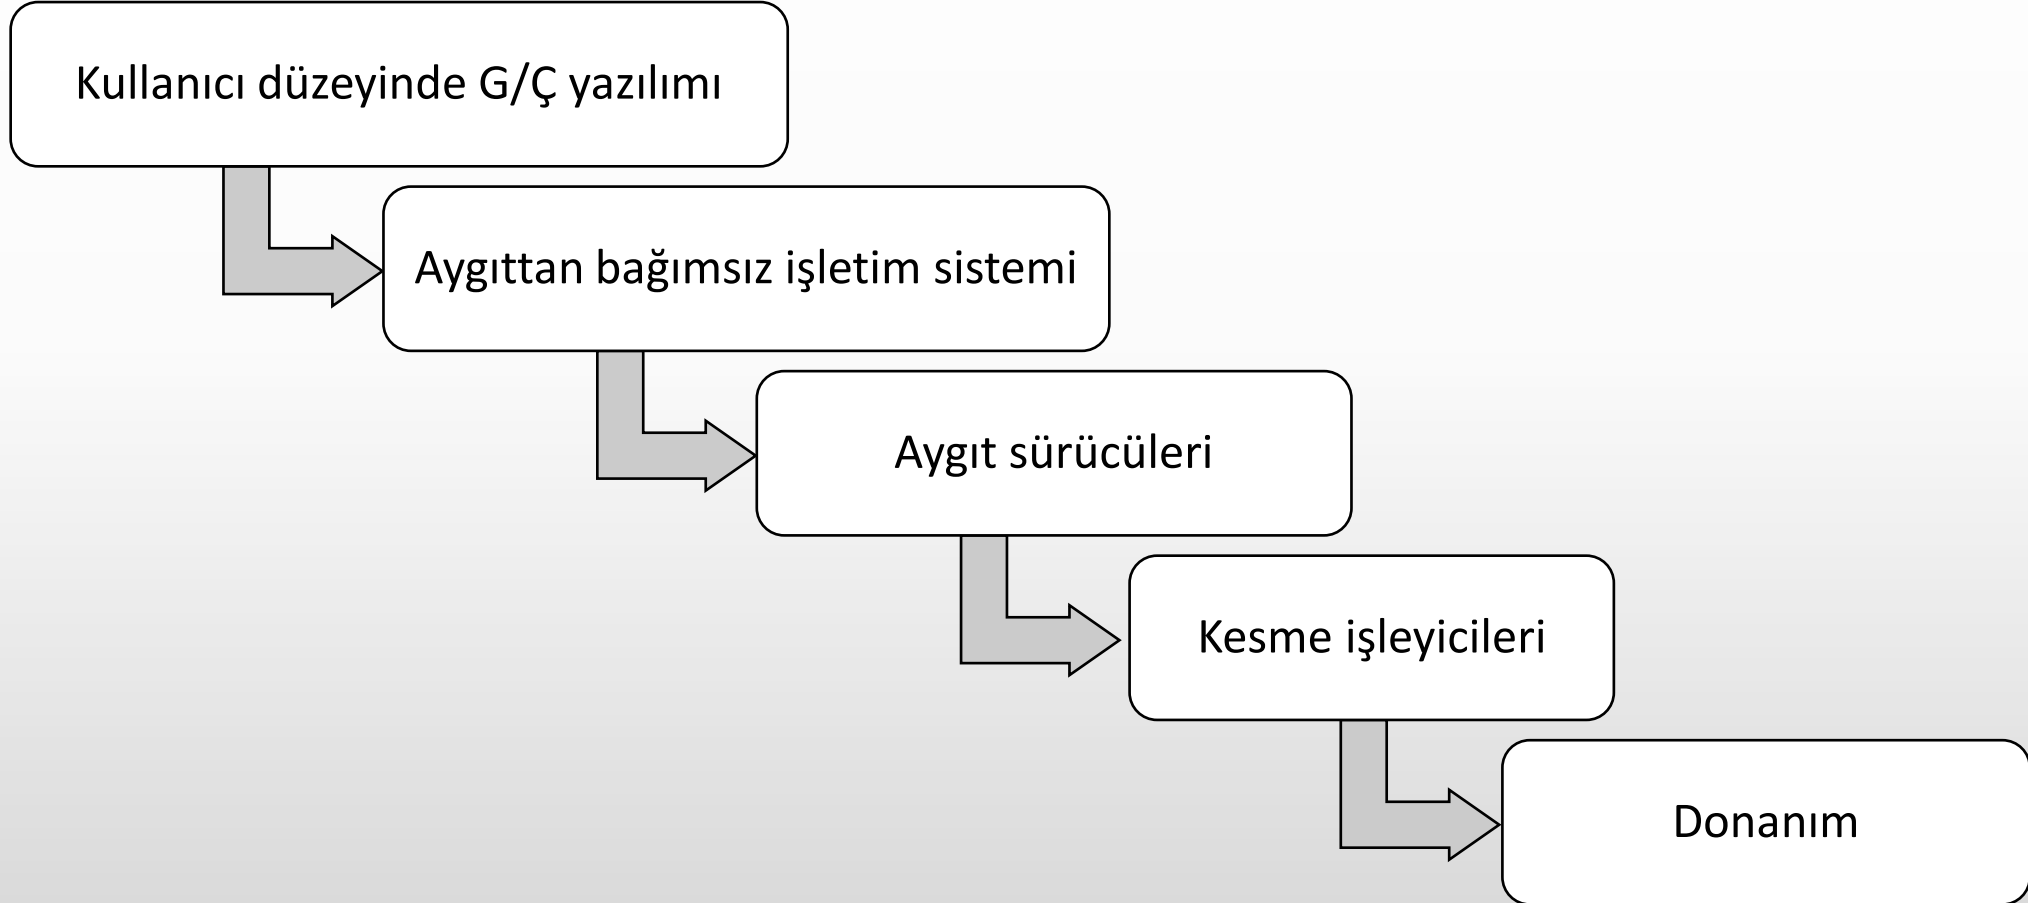 Kullanıcı düzeyinde G/Ç yazılımı
Aygıttan bağımsız işletim sistemi
Aygıt sürücüleri
Kesme işleyicileri
Donanım